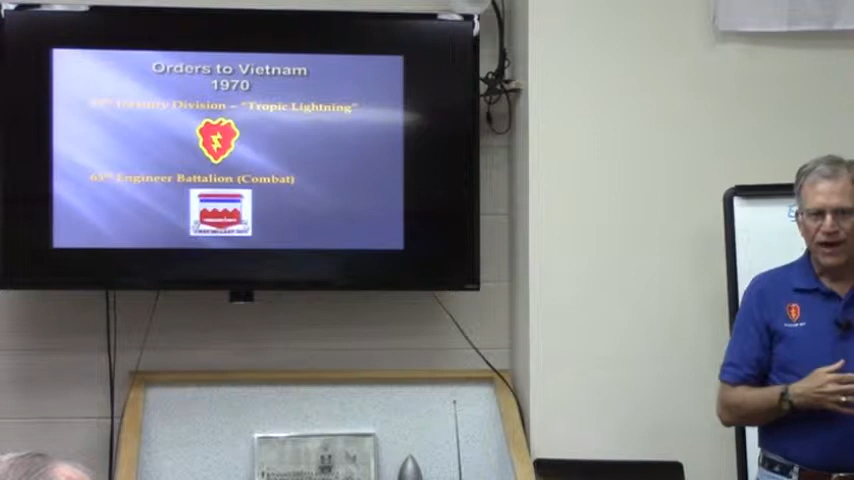 Orders to Vietnam
1970
Infantry Division – "Tropic Lightning"
Engineer Battalion (Combat)